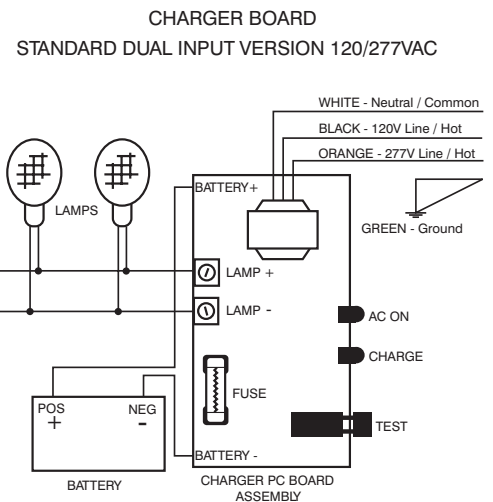 CHARGER BOARD
STANDARD DUAL INPUT VERSION 120/277VAC
WHITE - Neutral / Common
BLACK - 120V Line / Hot
ORANGE - 277V Line / Hot
BATTERY+
LAMPS
GREEN - Ground
LAMP +
LAMP -
AC ON
CHARGE
FUSE
POS
+
NEG
-
TEST
BATTERY -
BATTERY
CHARGER PC BOARD
ASSEMBLY